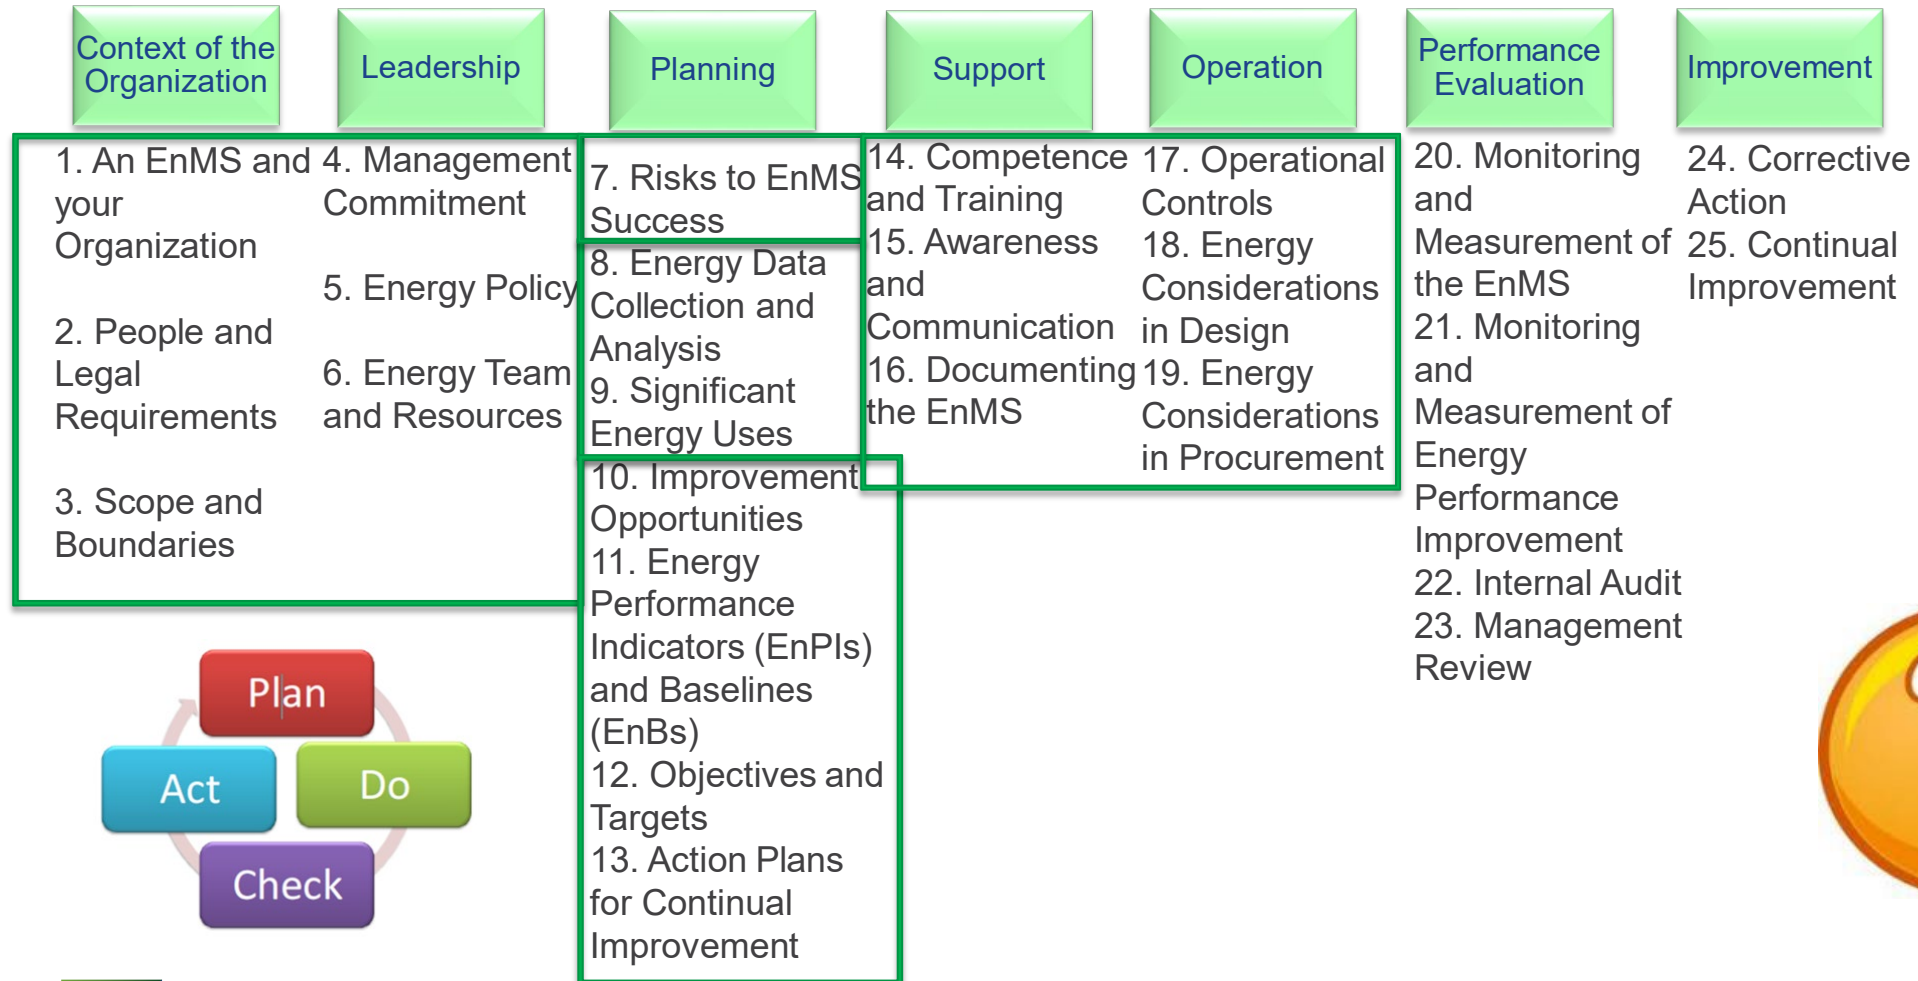 Context of the
Organization
Leadership
Planning
Support
Operation
Performance
Evaluation
Improvement
1. An EnMS and
your
Organization
2. People and
Legal
Requirements
3. Scope and
Boundaries
4. Management
Commitment
5. Energy Policy
6. Energy Team
and Resources
7. Risks to EnMS
Success
8. Energy Data
Collection and
Analysis
9. Significant
Energy Uses
10. Improvement
Opportunities
11. Energy
Performance
Indicators (EnPIs)
and Baselines
(EnBs)
12. Objectives and
Targets
13. Action Plans
for Continual
Improvement
14. Competence
and Training
15. Awareness
and
Communication
16. Documenting
the EnMS
17. Operational
Controls
18. Energy
Considerations
in Design
19. Energy
Considerations
in Procurement
20. Monitoring
and
Measurement of
the EnMS
21. Monitoring
and
Measurement of
Energy
Performance
Improvement
22. Internal Audit
23. Management
Review
24. Corrective
Action
25. Continual
Improvement
Plan
Do
Check
Act